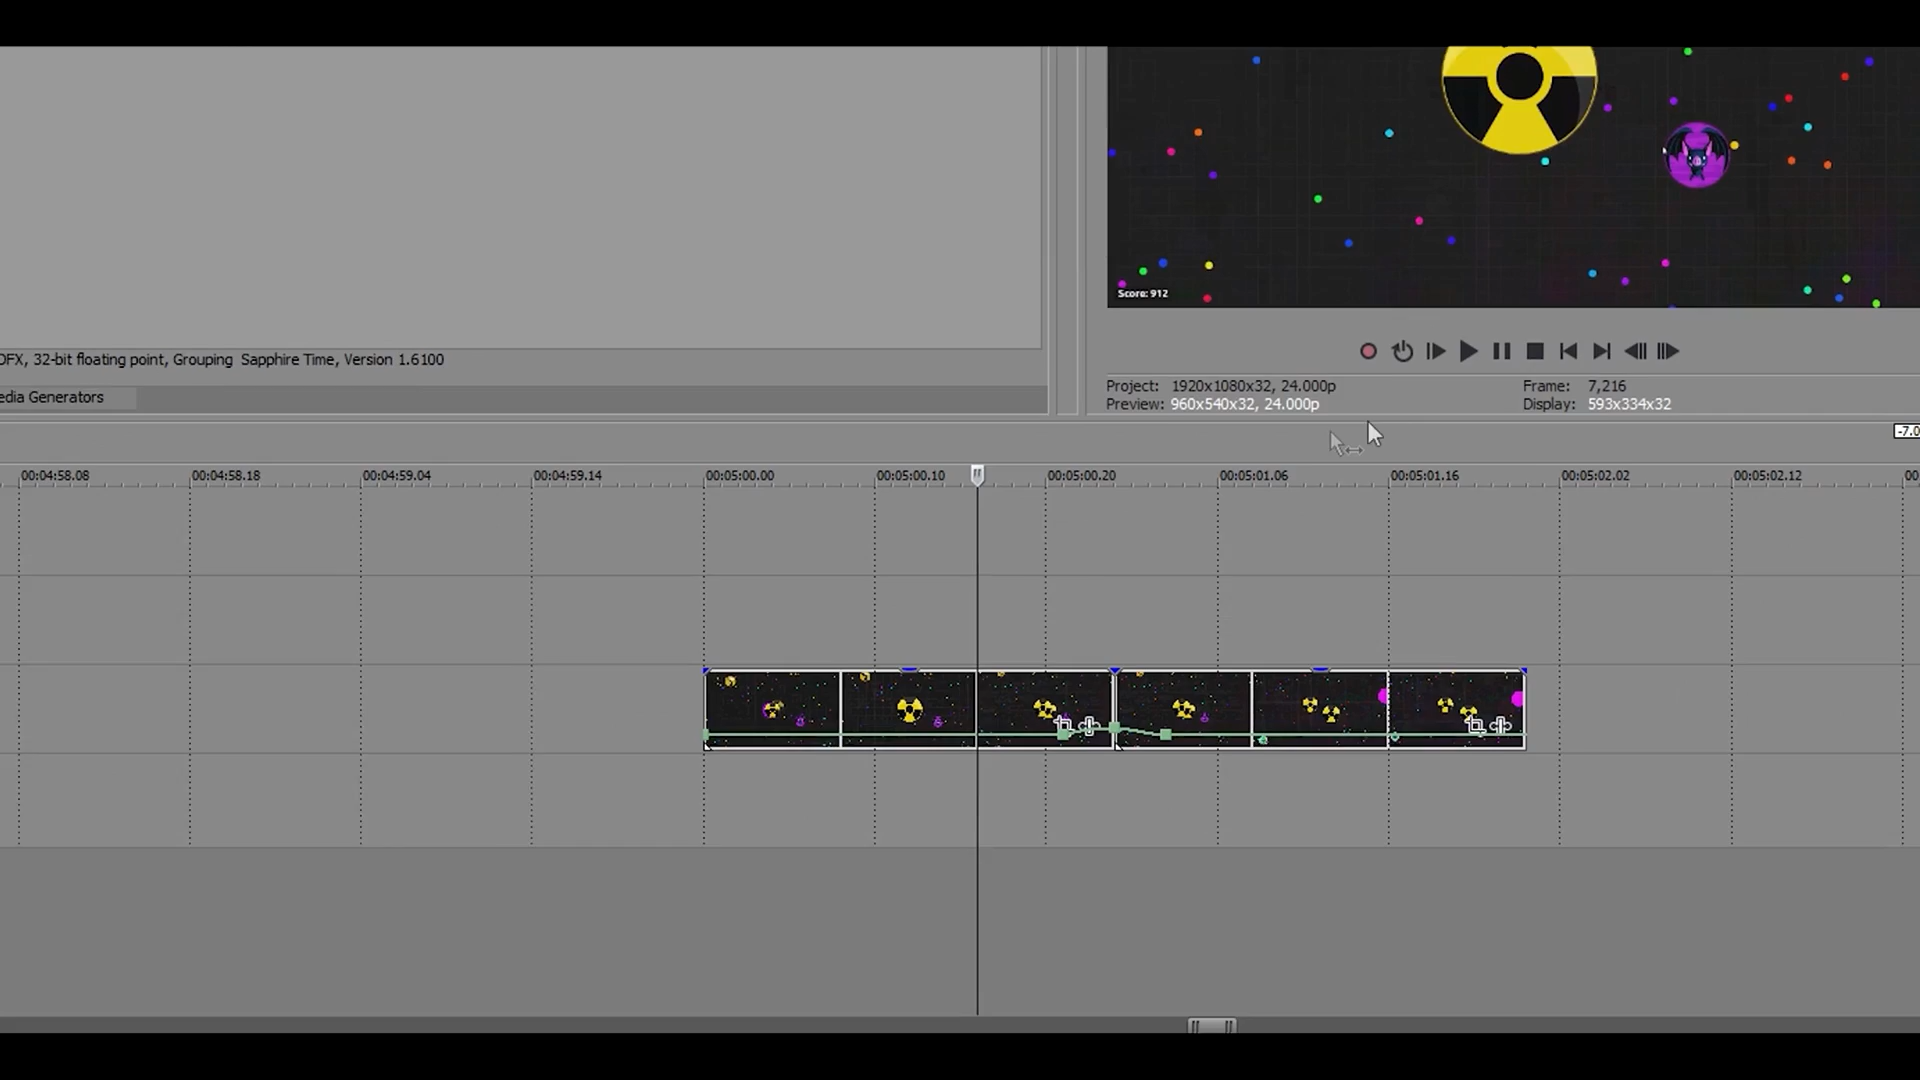 Score: 912
OFX, 32-bit floating point, Grouping Sapphire Time, Version 1.6100
edia Generators
Project: 1920x1080x32, 24.000p
Frame: 7,216
Preview: 960x540x32, 24.000p
Display: 593x334x32
-7.0
00:04:58.08 00:04:58.18 00:04:59.04 00:04:59.14 00:05:00.00 00:05:00.10 00:05:00.20 00:05:01.06 00:05:01.16 00:05:02.02 00:05:02.12 00